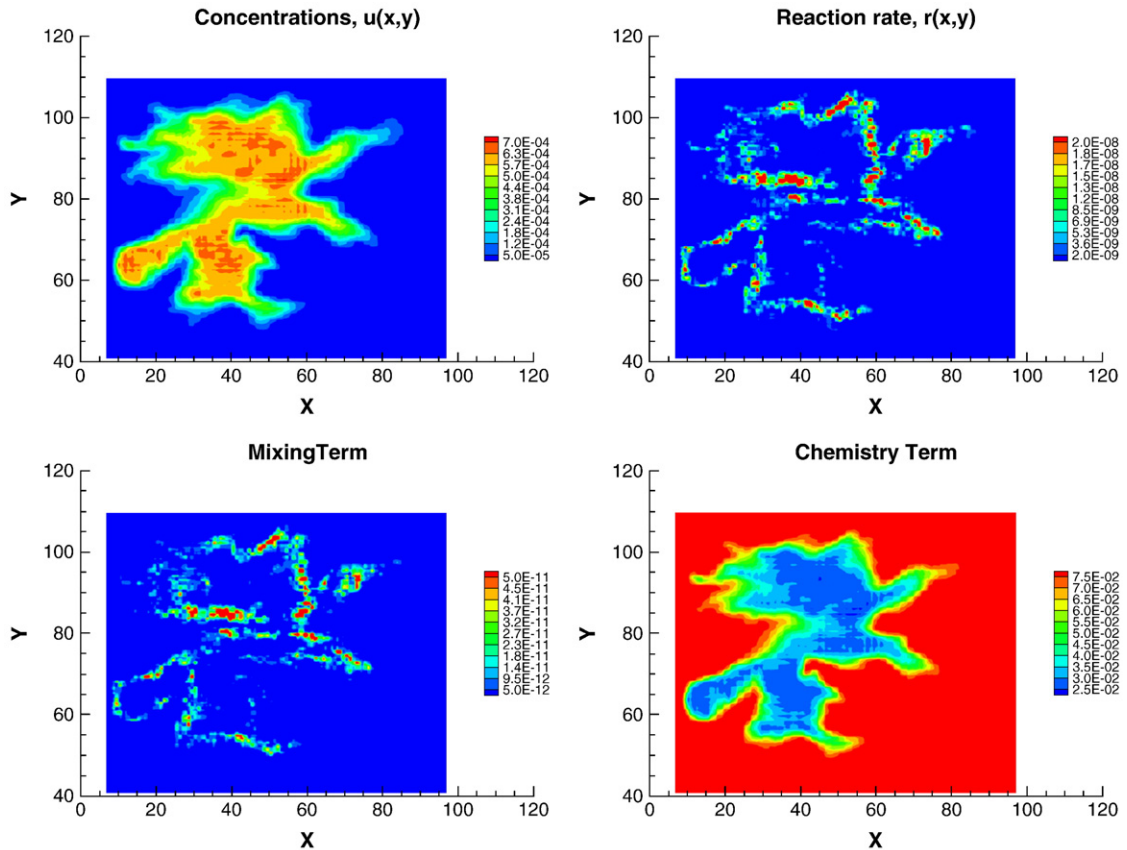 Concentrations, u(x,y)
120
100
80
60
40
Y
0
20
40
60
80
100
120
X
7.0E-04
6.3E-04
5.7E-04
5.0E-04
4.4E-04
3.8E-04
3.1E-04
2.4E-04
1.8E-04
1.2E-04
5.0E-05
Reaction rate, r(x,y)
120
100
80
60
40
Y
0
20
40
60
80
100
120
X
2.0E-08
1.8E-08
1.7E-08
1.5E-08
1.3E-08
1.2E-08
8.5E-09
6.9E-09
5.3E-09
3.6E-09
2.0E-09
MixingTerm
120
100
80
60
40
Y
0
20
40
60
80
100
120
X
5.0E-11
4.5E-11
4.1E-11
3.7E-11
3.2E-11
2.7E-11
2.3E-11
1.8E-11
1.4E-11
9.5E-12
5.0E-12
Chemistry Term
120
100
80
60
40
Y
0
20
40
60
80
100
120
X
7.5E-02
7.0E-02
6.5E-02
6.0E-02
5.5E-02
5.0E-02
4.5E-02
4.0E-02
3.5E-02
3.0E-02
2.5E-02